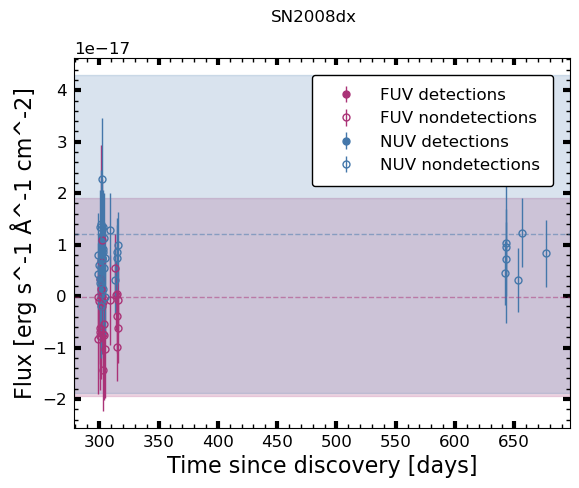 SN2008dx
1e−17
Flux [erg s^-1 Å^-1 cm^-2]
4
3
2
1
0
−1
−2
FUV detections
FUV nondetections
NUV detections
NUV nondetections
300 350 400 450 500 550 600 650
Time since discovery [days]